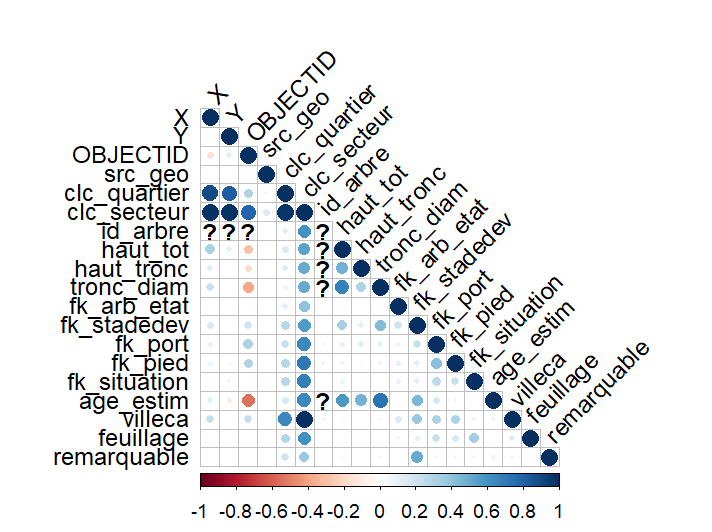 X
Y
OBJECTID
src_geo
clc_quartier
clc_secteur
id_arbre
haut_tot
haut_tronc
tronc_diam
fk_arb_etat
fk_stadedev
fk_port
fk_pied
fk_situation
age_estim
villeca
feuillage
remarquable
X
Y
OBJECTID
src_geo
clc_quartier
clc_secteur
id_arbre
? ? ? ?
haut_tot
?
haut_tronc
?
tronc_diam
?
fk_arb_etat
fk_stadedev
fk_port
fk_pied
fk_situation
age_estim
?
villeca
feuillage
remarquable
-1 -0.8 -0.6 -0.4 -0.2 0 0.2 0.4 0.6 0.8 1